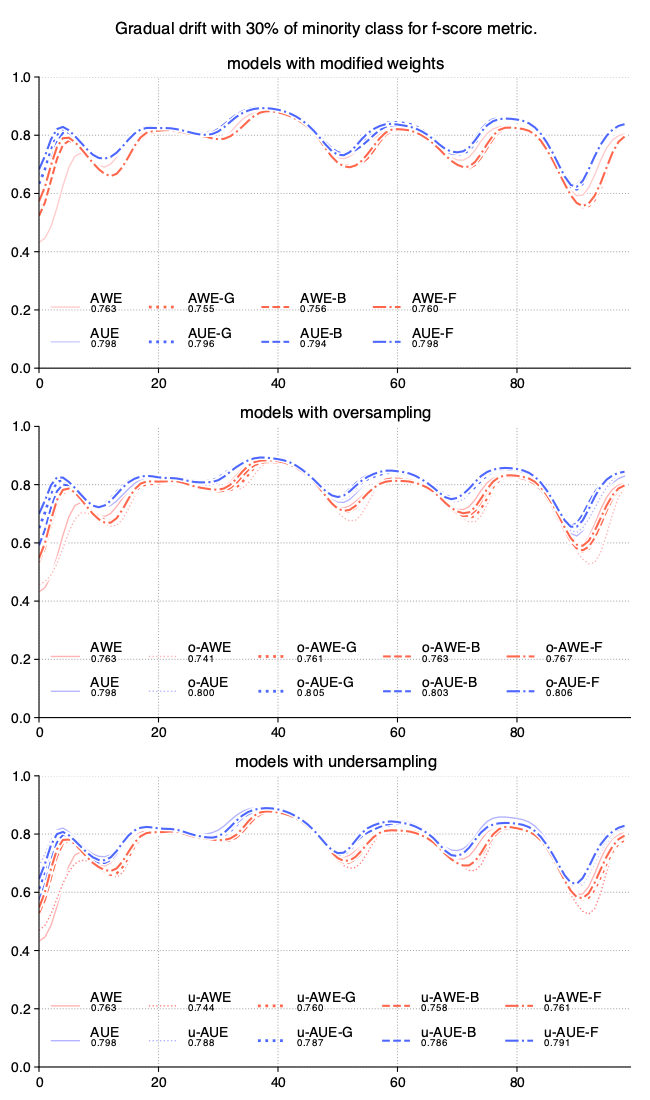 Gradual drift with 30% of minority class for f-score metric.
models with modified weights
1.0
0.8
0.6
0.4
0.2
0.0
AWE AWE-G AWE-B AWE-F
0.763 0.755 0.756 0.760
AUE AUE-G AUE-B AUE-F
0.798 0.796 0.794 0.798
0 20 40 60 80
models with oversampling
1.0
0.8
0.6
0.4
0.2
0.0
AWE o-AWE o-AWE-G o-AWE-B o-AWE-F
0.763 0.741 0.761 0.763 0.767
AUE o-AUE o-AUE-G o-AUE-B o-AUE-F
0.798 0.800 0.805 0.803 0.806
0 20 40 60 80
models with undersampling
1.0
0.8
0.6
0.4
0.2
0.0
AWE u-AWE u-AWE-G u-AWE-B u-AWE-F
0.763 0.744 0.760 0.758 0.761
AUE u-AUE u-AUE-G u-AUE-B u-AUE-F
0.798 0.788 0.787 0.786 0.791
0 20 40 60 80